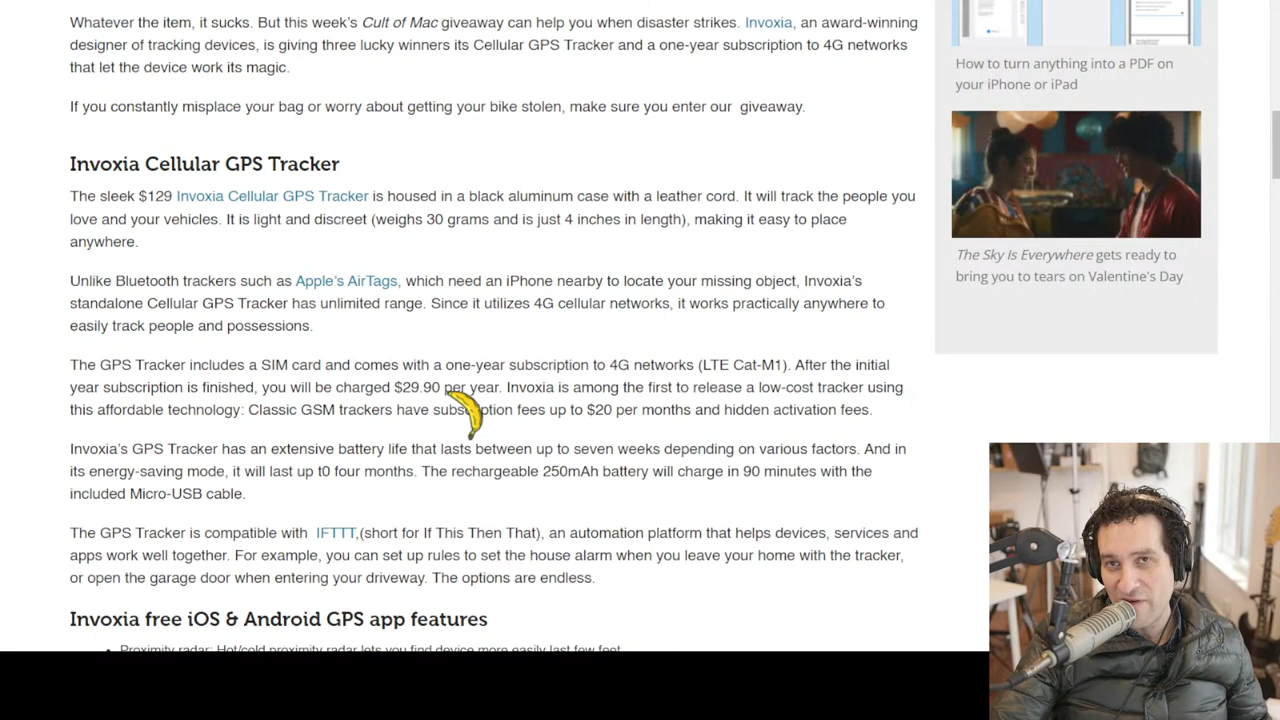 Whatever the item, it sucks. But this week's Cult of Mac giveaway can help you when disaster strikes. Invoxia, an award-winning
designer of tracking devices, is giving three lucky winners its Cellular GPS Tracker and a one-year subscription to 4G networks
that let the device work its magic.
If you constantly misplace your bag or worry about getting your bike stolen, make sure you enter our  giveaway.
Invoxia Cellular GPS Tracker
The sleek $129 Invoxia Cellular GPS Tracker is housed in a black aluminum case with a leather cord. It will track the people you
love and your vehicles. It is light and discreet (weighs 30 grams and is just 4 inches in length), making it easy to place
anywhere.
Unlike Bluetooth trackers such as Apple's AirTags, which need an iPhone nearby to locate your missing object, Invoxia's
standalone Cellular GPS Tracker has unlimited range. Since it utilizes 4G cellular networks, it works practically anywhere to
easily track people and possessions.
The GPS Tracker includes a SIM card and comes with a one-year subscription to 4G networks (LTE Cat-M1). After the initial
year subscription is finished, you will be charged $29.90 per year. Invoxia is among the first to release a low-cost tracker using
this affordable technology: Classic GSM trackers have subscription fees up to $20 per months and hidden activation fees.
Invoxia's GPS Tracker has an extensive battery life that lasts between up to seven weeks depending on various factors. And in
its energy-saving mode, it will last up t0 four months. The rechargeable 250mAh battery will charge in 90 minutes with the
included Micro-USB cable.
The GPS Tracker is compatible with  IFTTT,(short for If This Then That), an automation platform that helps devices, services and
apps work well together. For example, you can set up rules to set the house alarm when you leave your home with the tracker,
or open the garage door when entering your driveway. The options are endless.
Invoxia free iOS & Android GPS app features
Proximity radar: Hot/cold proximity radar lets you find device more easily last few feet
How to turn anything into a PDF on
your iPhone or iPad
The Sky Is Everywhere gets ready to
bring you to tears on Valentine's Day